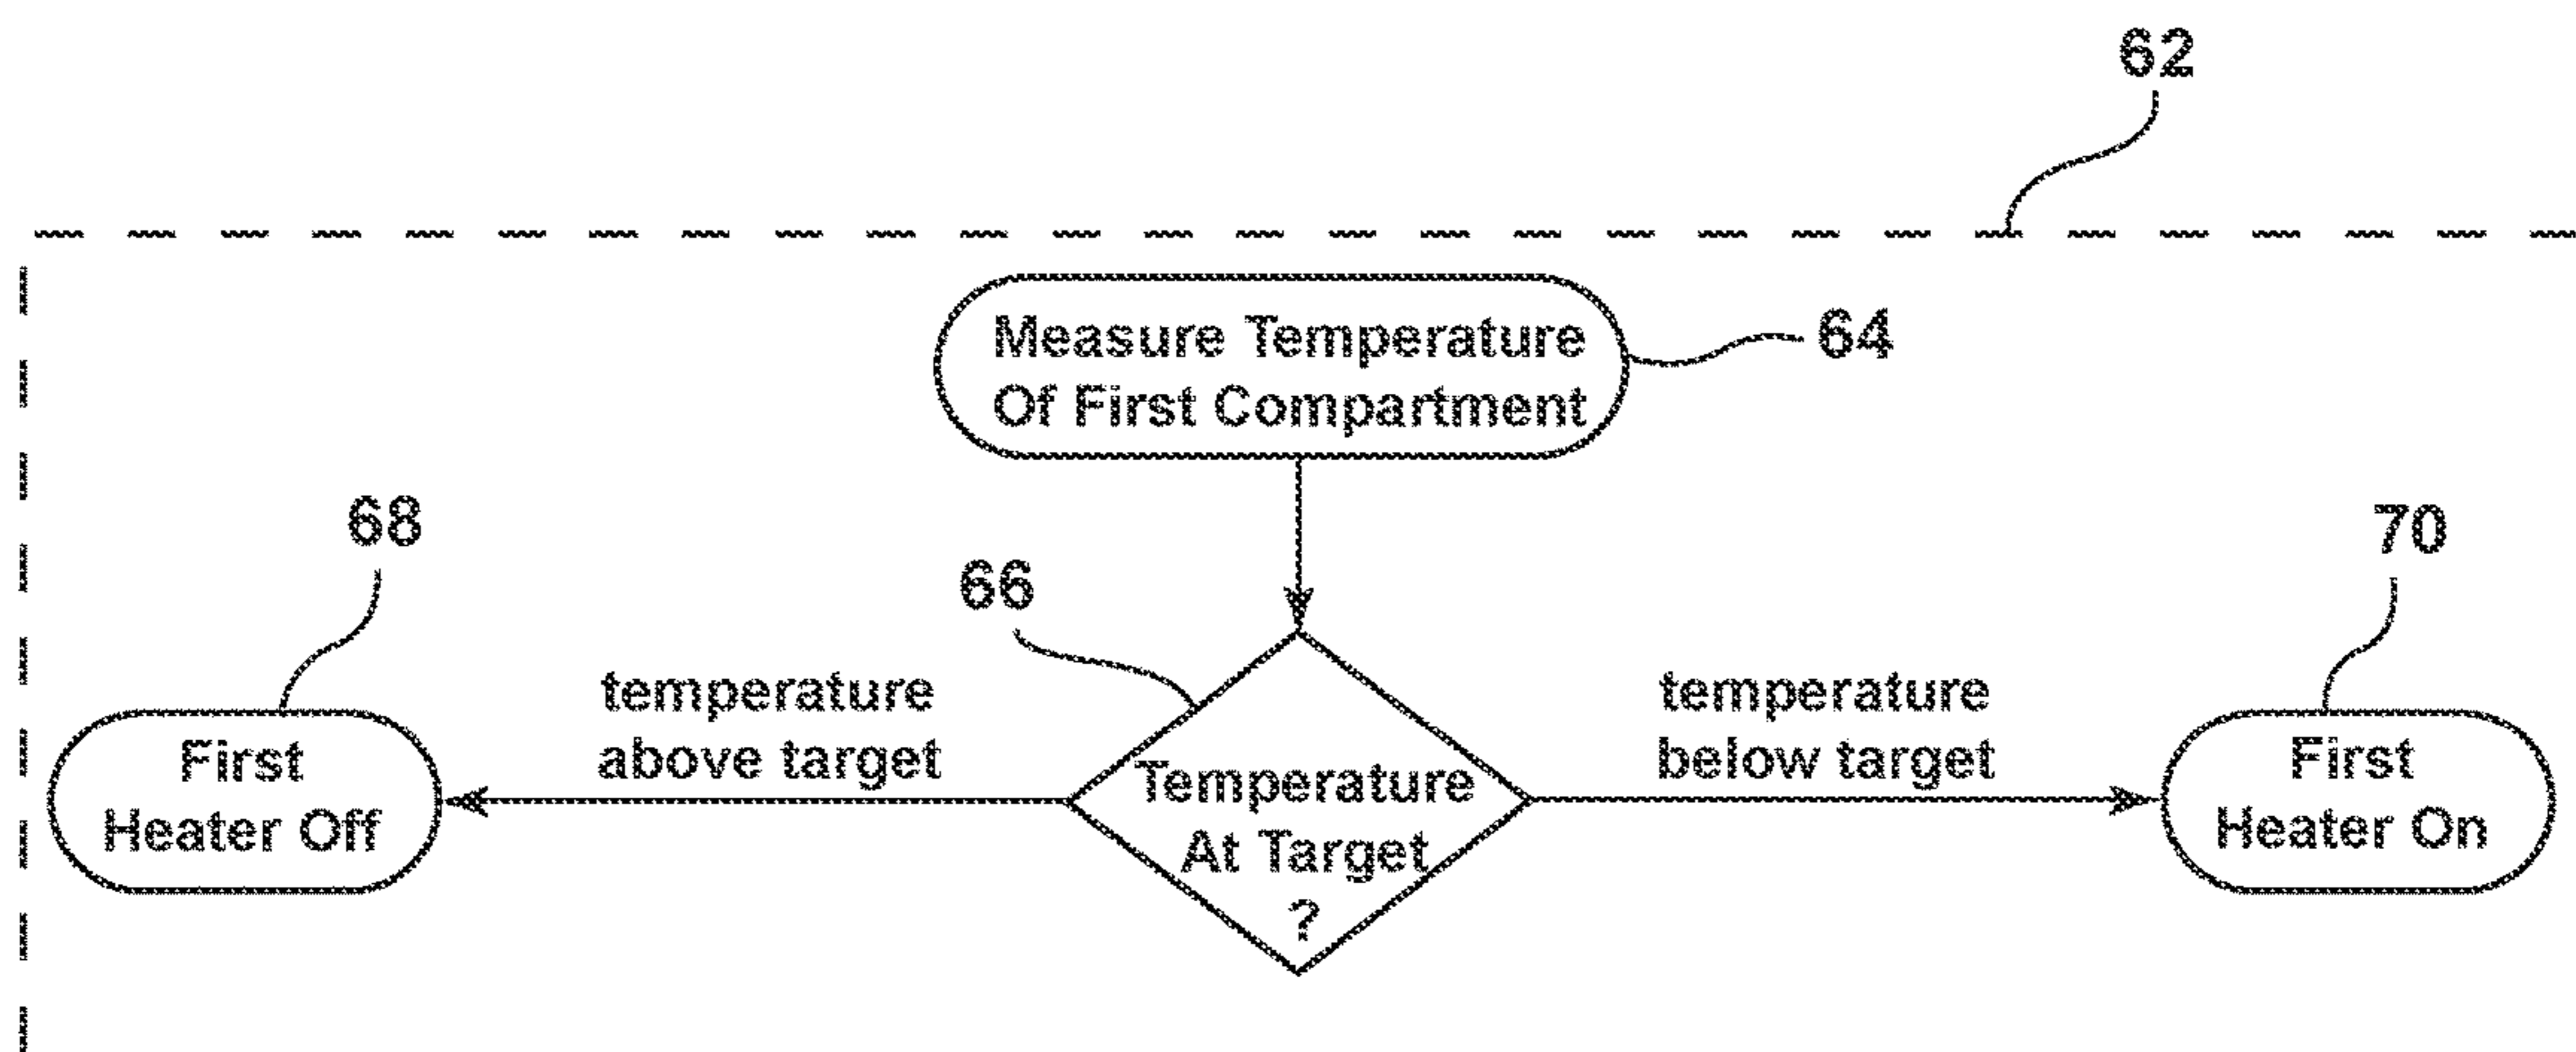 62
Measure Temperature
Of First Compartment
64
68
66
70
temperature
above target
temperature
below target
First
Heater Off
Temperature
At Target
?
First
Heater On